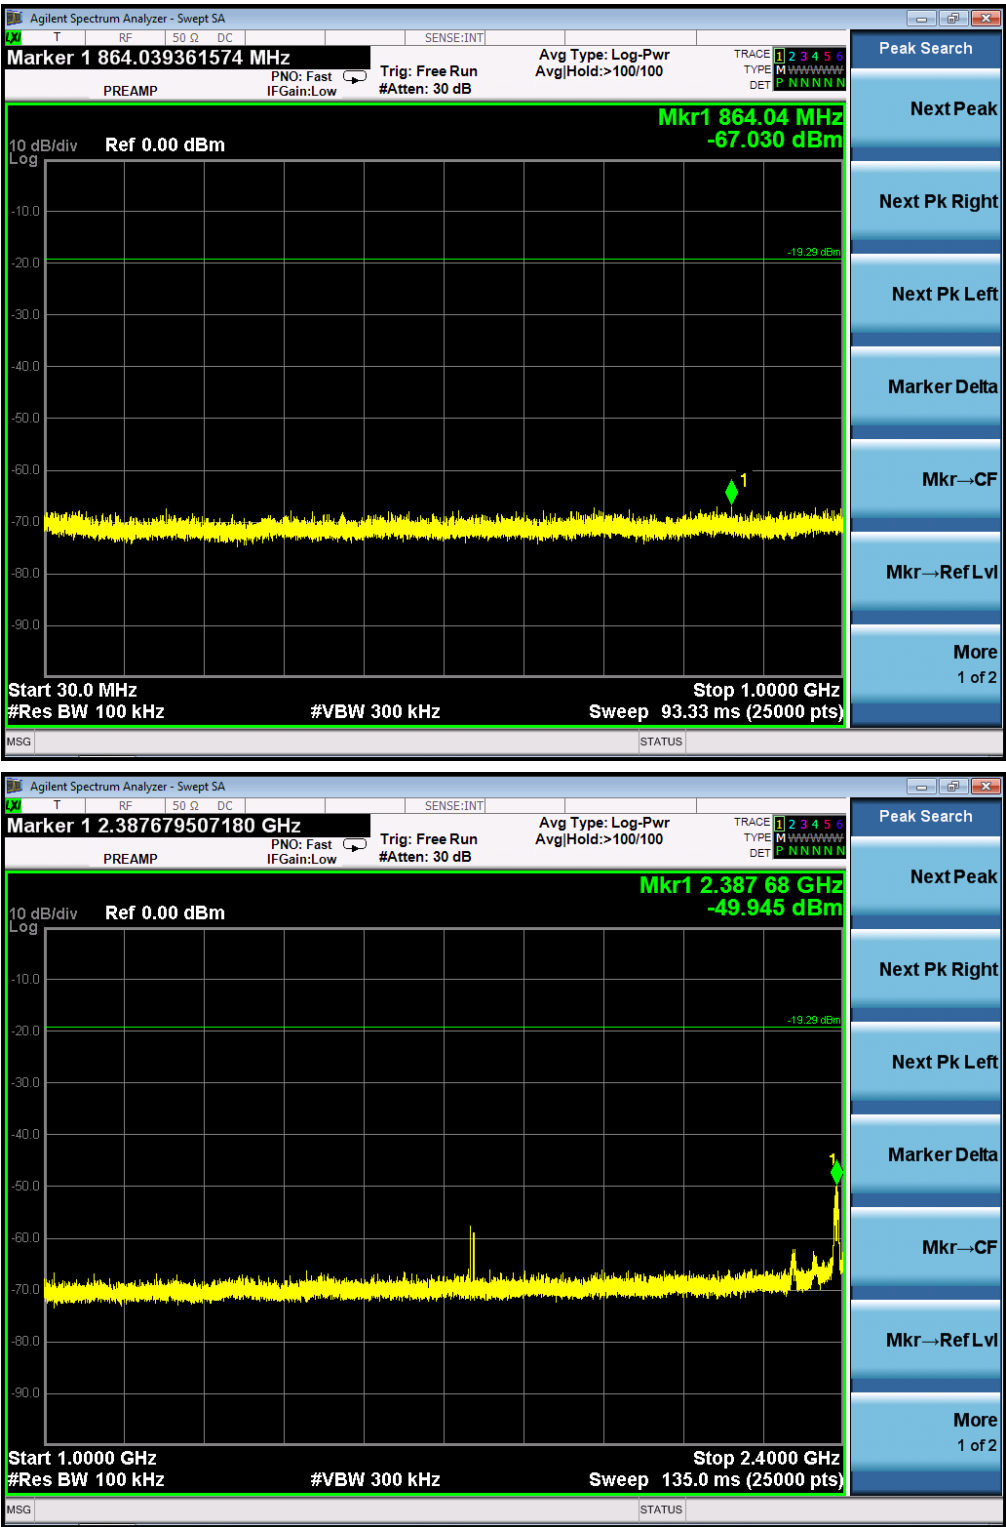 Agilent Spectrum Analyzer - Swept SA
LXI T RF 50 Ω DC SENSE:INT
Marker 1 864.039361574 MHz
PREAMP
PNO: Fast
IFGain:Low
Trig: Free Run
#Atten: 30 dB
Avg Type: Log-Pwr
Avg|Hold:>100/100
TRACE 1 2 3 4 5 6
TYPE M W W W W W
DET P N N N N N
Mkr1 864.04 MHz
-67.030 dBm
10 dB/div Ref 0.00 dBm
Log
-10.0
-19.29 dBm
-20.0
-30.0
-40.0
-50.0
-60.0
1
-70.0
-80.0
-90.0
Start 30.0 MHz Stop 1.0000 GHz
#Res BW 100 kHz #VBW 300 kHz Sweep 93.33 ms (25000 pts)
MSG STATUS
Peak Search
Next Peak
Next Pk Right
Next Pk Left
Marker Delta
Mkr→CF
Mkr→Ref Lvl
More
1 of 2
Agilent Spectrum Analyzer - Swept SA
LXI T RF 50 Ω DC SENSE:INT
Marker 1 2.387679507180 GHz
PREAMP
PNO: Fast
IFGain:Low
Trig: Free Run
#Atten: 30 dB
Avg Type: Log-Pwr
Avg|Hold:>100/100
TRACE 1 2 3 4 5 6
TYPE M W W W W W
DET P N N N N N
Mkr1 2.387 68 GHz
-49.945 dBm
10 dB/div Ref 0.00 dBm
Log
-10.0
-19.29 dBm
-20.0
-30.0
-40.0
1
-50.0
-60.0
-70.0
-80.0
-90.0
Start 1.0000 GHz Stop 2.4000 GHz
#Res BW 100 kHz #VBW 300 kHz Sweep 135.0 ms (25000 pts)
MSG STATUS
Peak Search
Next Peak
Next Pk Right
Next Pk Left
Marker Delta
Mkr→CF
Mkr→Ref Lvl
More
1 of 2